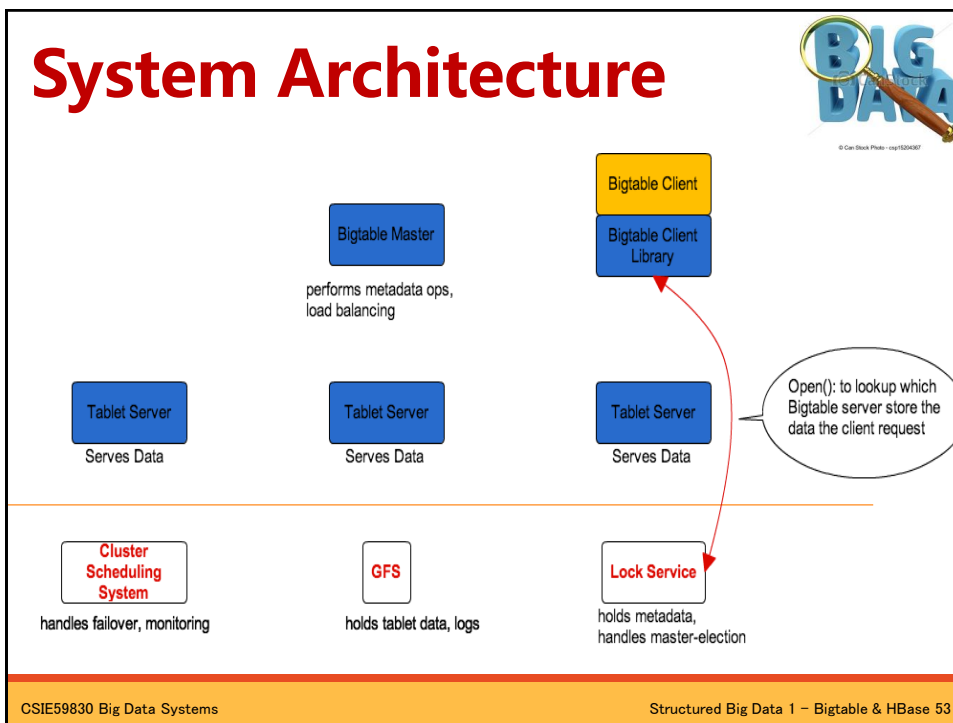 System Architecture
BIG
DATA
© Can Stock Photo - csp15204367
Bigtable Client
Bigtable Master
Bigtable Client
Library
performs metadata ops,
load balancing
Open(): to lookup which
Bigtable server store the
data the client request
Tablet Server
Tablet Server
Tablet Server
Serves Data
Serves Data
Serves Data
Cluster
Scheduling
System
GFS
Lock Service
handles failover, monitoring
holds tablet data, logs
holds metadata,
handles master-election
CSIE59830 Big Data Systems
Structured Big Data 1 – Bigtable & HBase 53